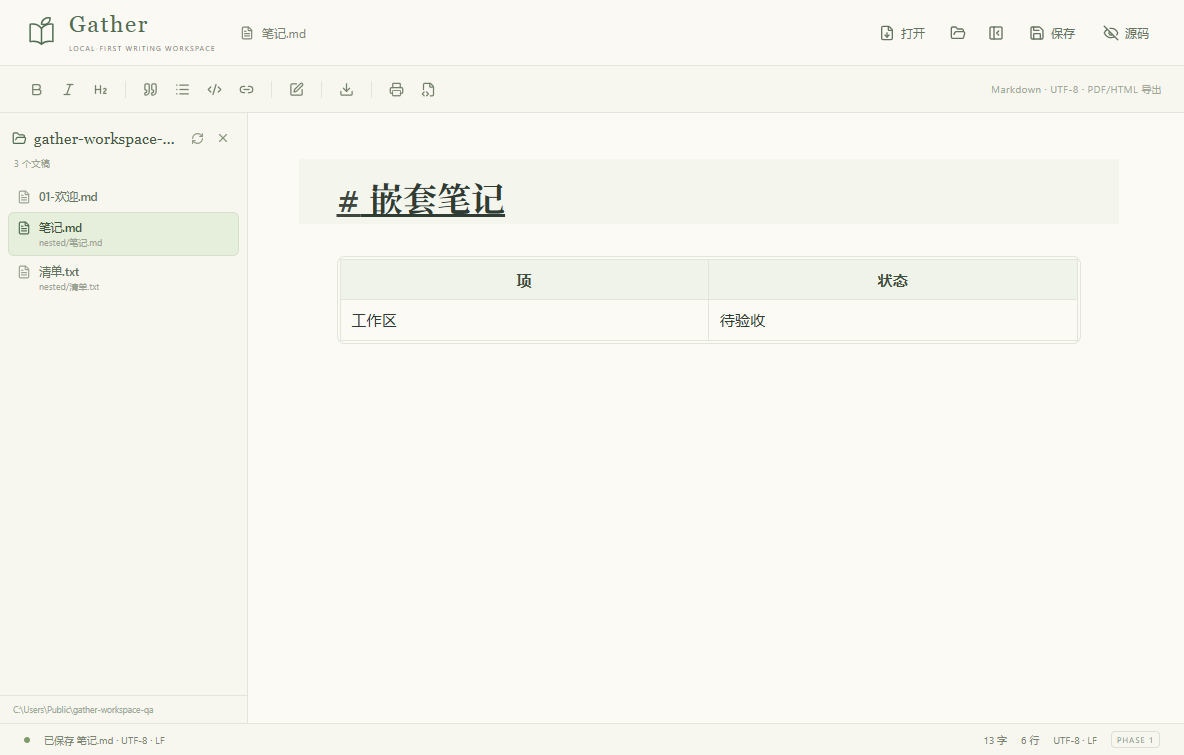 Gather
LOCAL-FIRST WRITING WORKSPACE
笔记.md
打开
保存
源码
B I H2
Markdown · UTF-8 · PDF/HTML 导出
gather-workspace-...
3 个文稿
01-欢迎.md
笔记.md
nested/笔记.md
清单.txt
nested/清单.txt
# 嵌套笔记
项 状态
工作区 待验收
C:\Users\Public\gather-workspace-qa
已保存 笔记.md · UTF-8 · LF
13 字 6 行 UTF-8 · LF PHASE 1